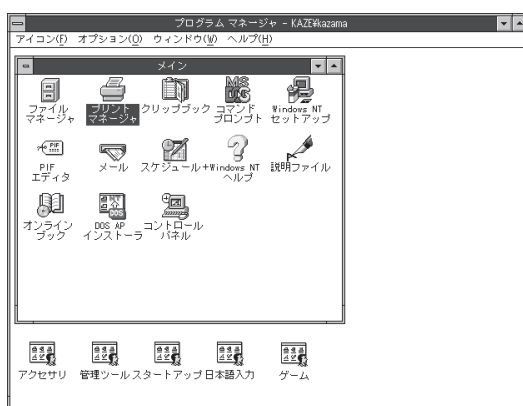 プログラム マネージャ - KAZE¥kazama
アイコン(F) オプション(O) ウィンドウ(W) ヘルプ(H)
メイン
ファイル マネージャ
プリント マネージャ
クリップブック
MS DOS
コマンド プロンプト
Windows NT セットアップ
PIF
PIF エディタ
メール
スケジュール+
Windows NT ヘルプ
説明ファイル
オンライン ブック
DOS
DOS AP インストーラ
コントロール パネル
アクセサリ
管理ツール
スタートアップ
日本語入力
ゲーム